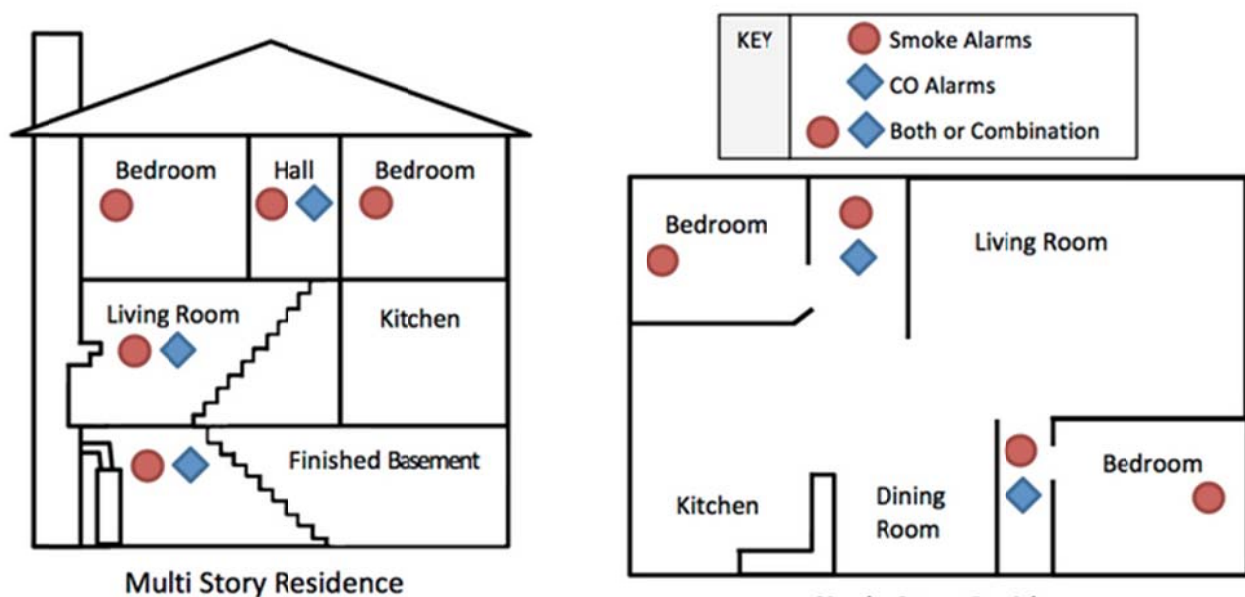 Bedroom
Hall
Bedroom
Living Room
Kitchen
Finished Basement
Multi Story Residence
KEY
Smoke Alarms
CO Alarms
Both or Combination
Bedroom
Living Room
Kitchen
Dining
Room
Bedroom